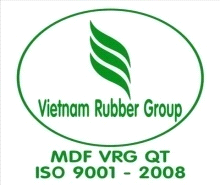 Vietnam Rubber Group
MDF VRG QT
ISO 9001 - 2008